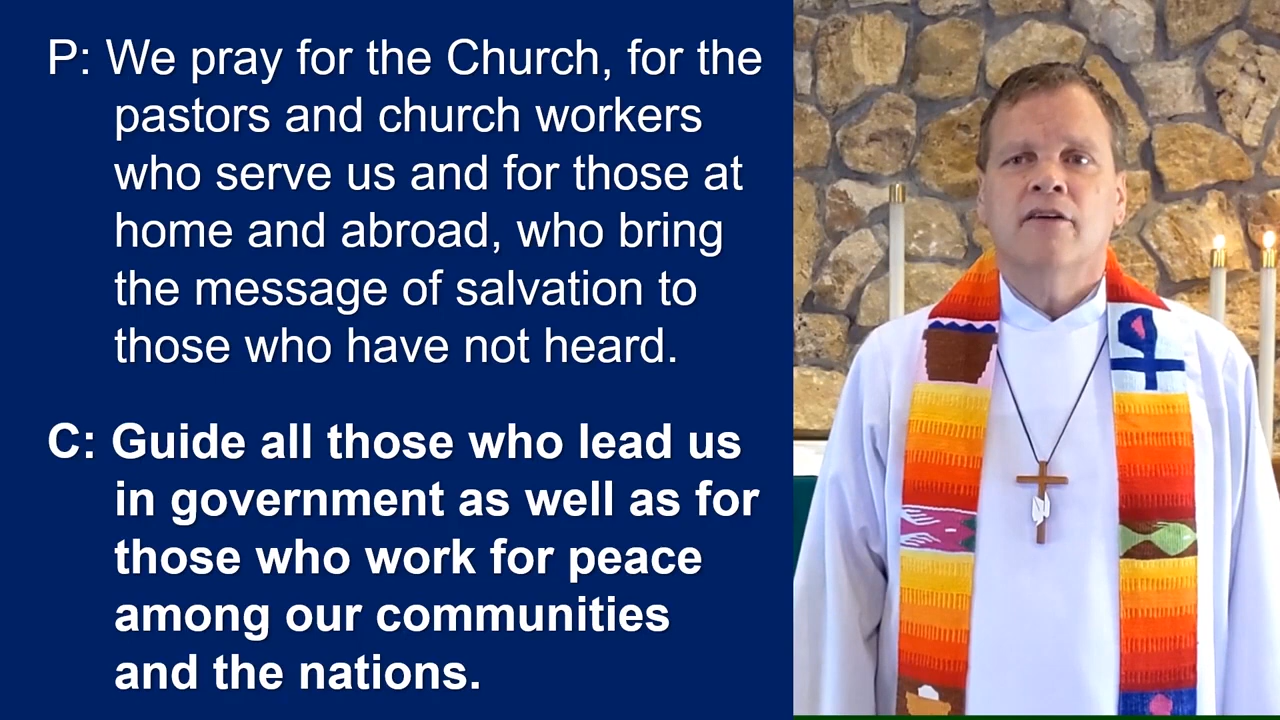 P: We pray for the Church, for the
pastors and church workers
who serve us and for those at
home and abroad, who bring
the message of salvation to
those who have not heard.
C: Guide all those who lead us
in government as well as for
those who work for peace
among our communities
and the nations.